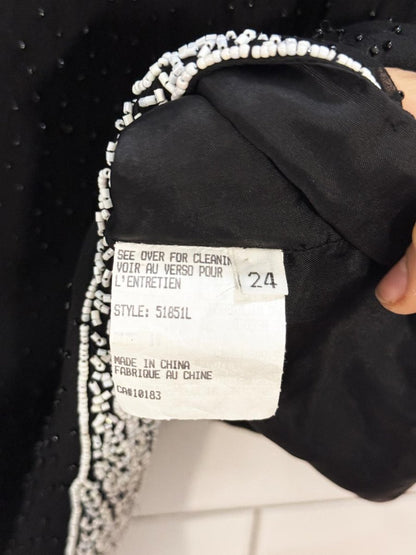 SEE OVER FOR CLEANIN
VOIR AU VERSO POUR
L'ENTRETIEN
24
STYLE: 51851L
MADE IN CHINA
FABRIQUE AU CHINE
CA#10183